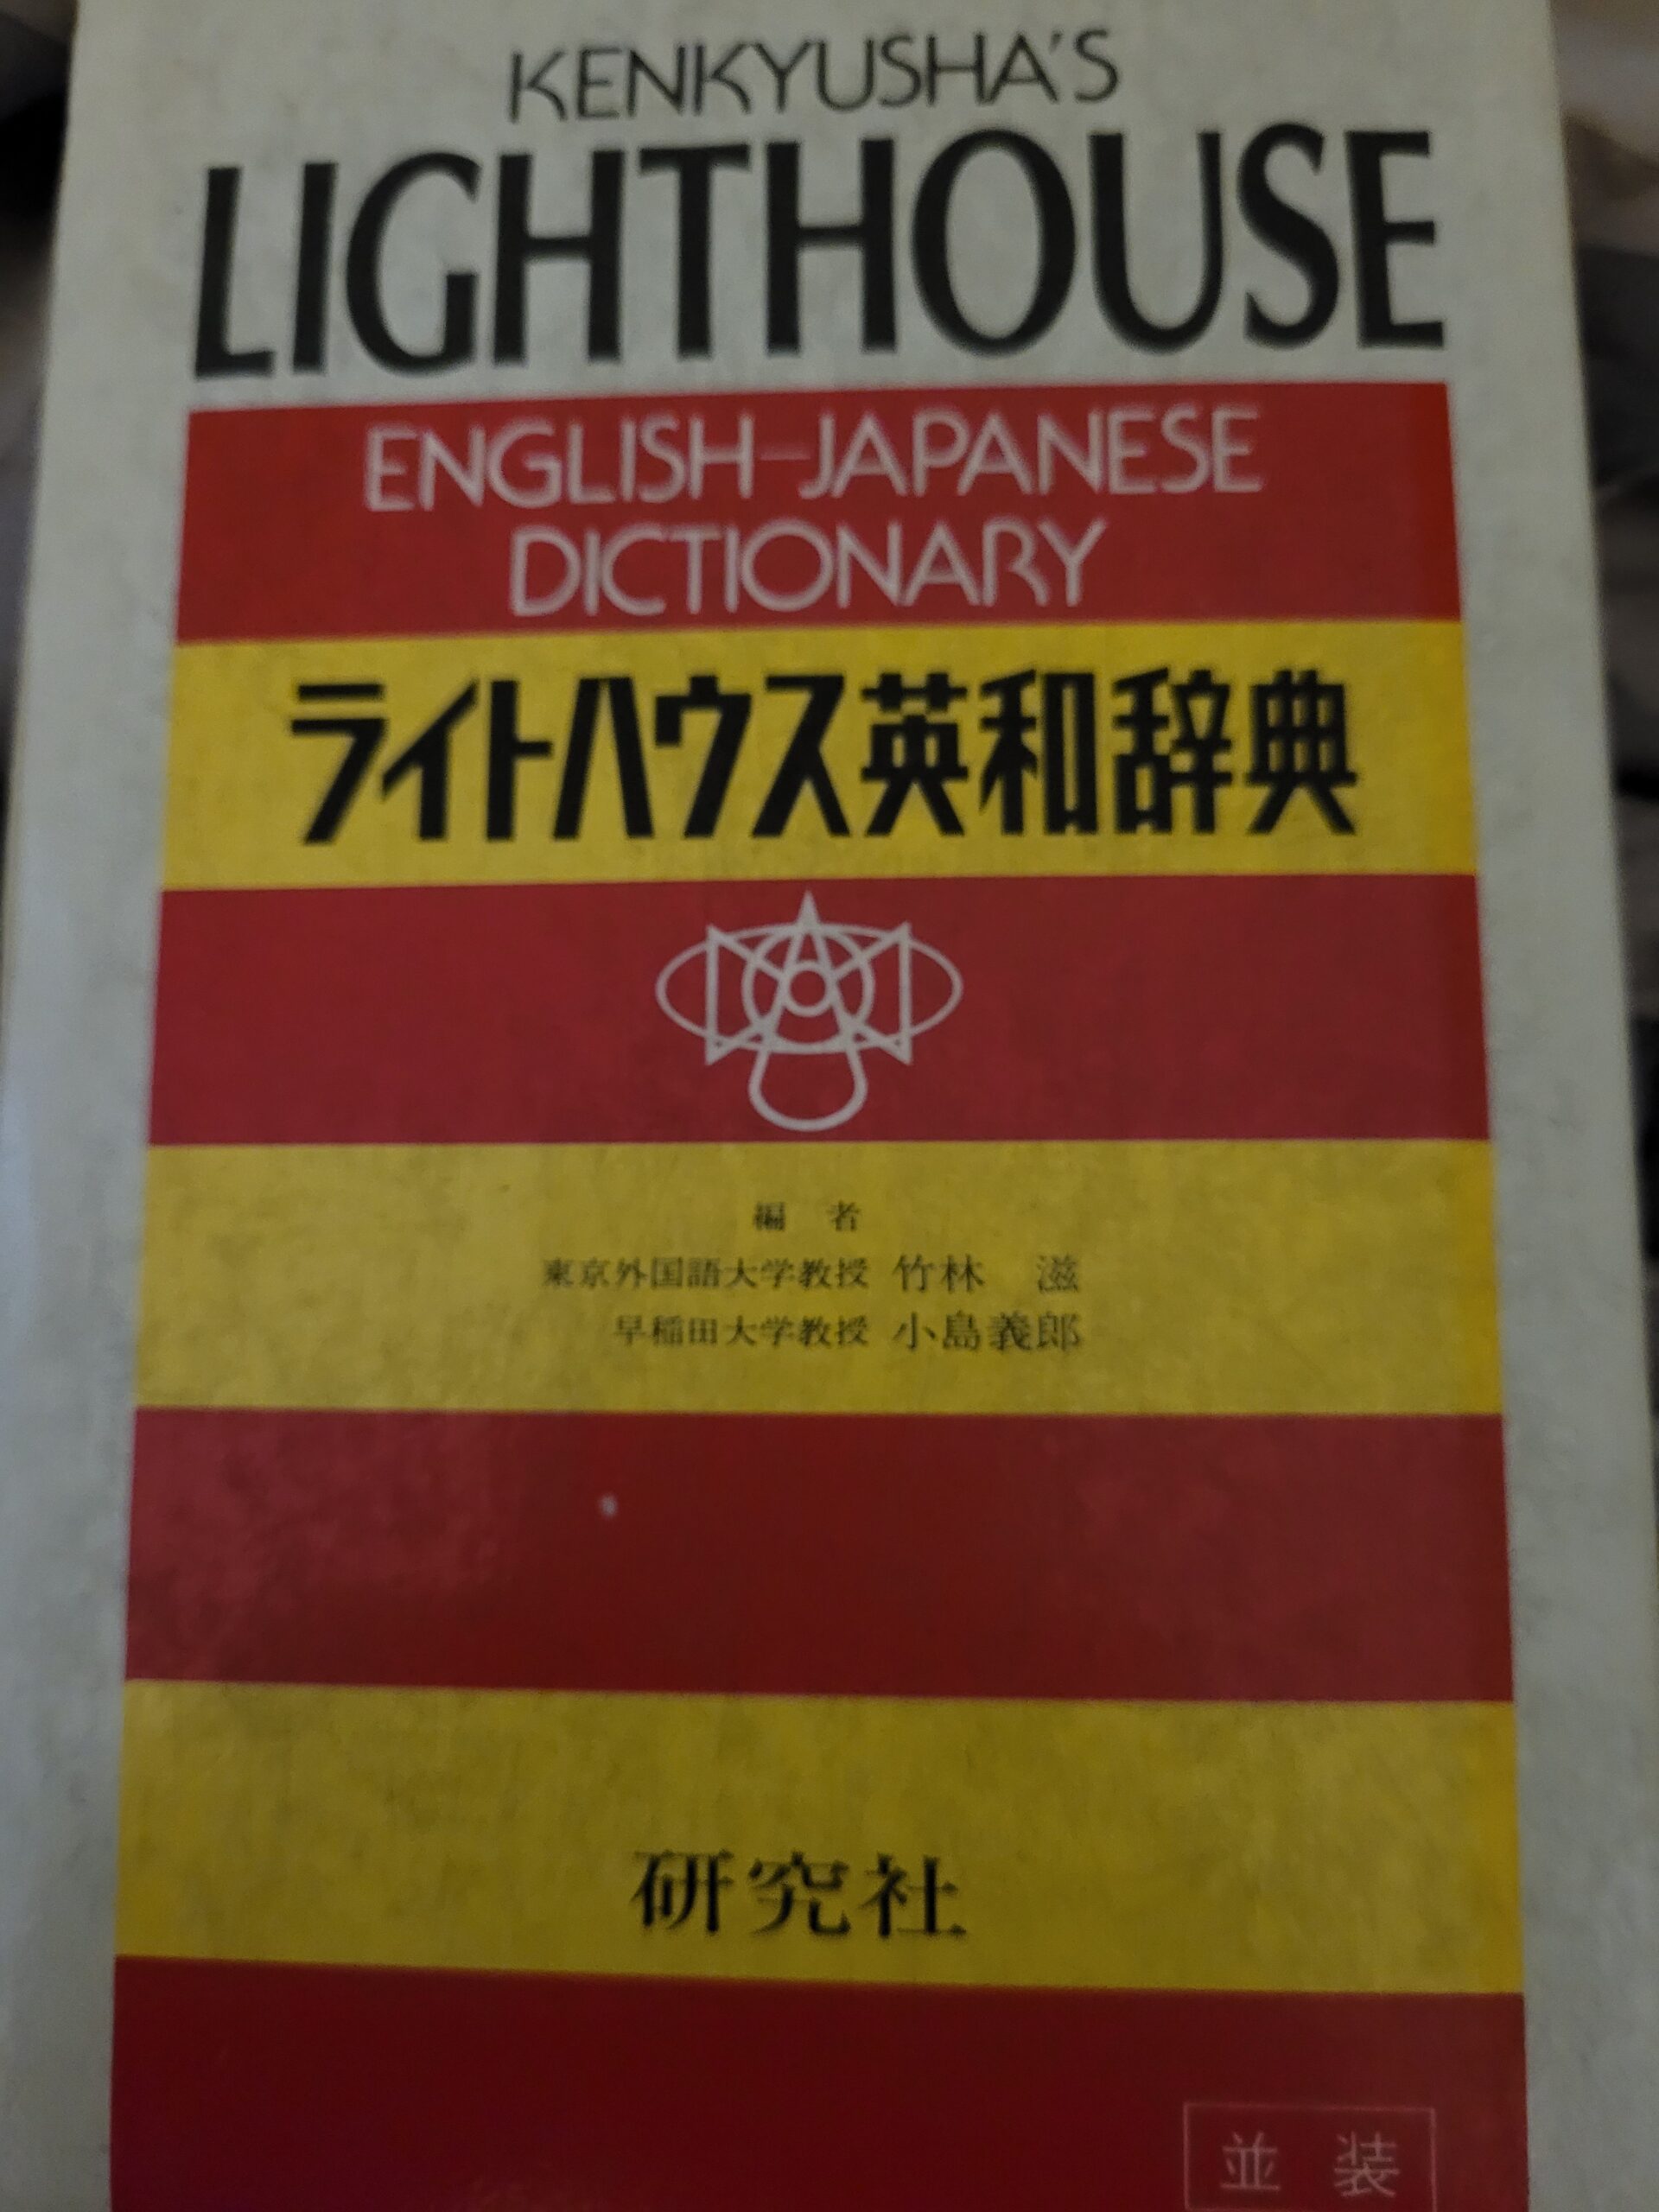 KENKYUSHA'S
LIGHTHOUSE
ENGLISH-JAPANESE
DICTIONARY
ライトハウス英和辞典
編 者
東京外国語大学教授 竹林 滋
早稲田大学教授 小島義郎
研究社
並 装